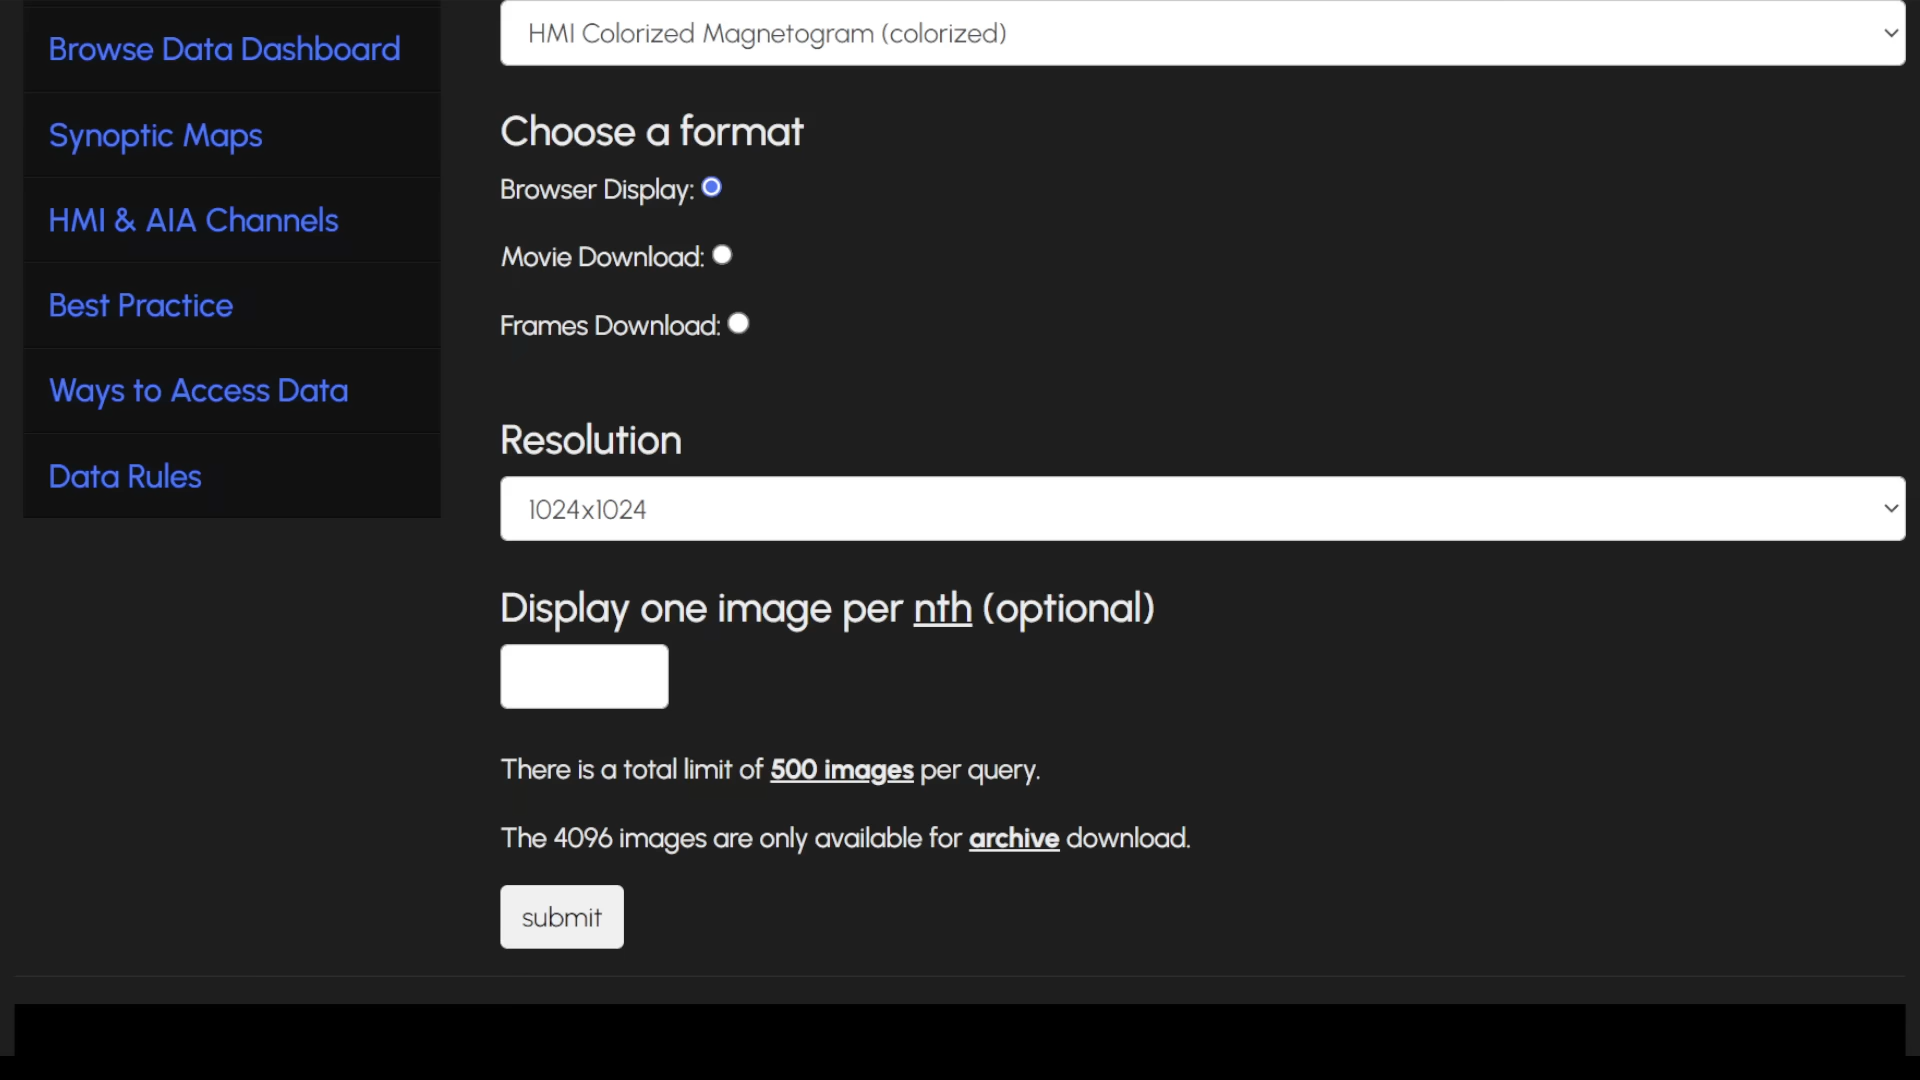 Browse Data Dashboard
Synoptic Maps
HMI & AIA Channels
Best Practice
Ways to Access Data
Data Rules
HMI Colorized Magnetogram (colorized)
Choose a format
Browser Display:
Movie Download:
Frames Download:
Resolution
1024x1024
Display one image per nth (optional)
There is a total limit of 500 images per query.
The 4096 images are only available for archive download.
submit